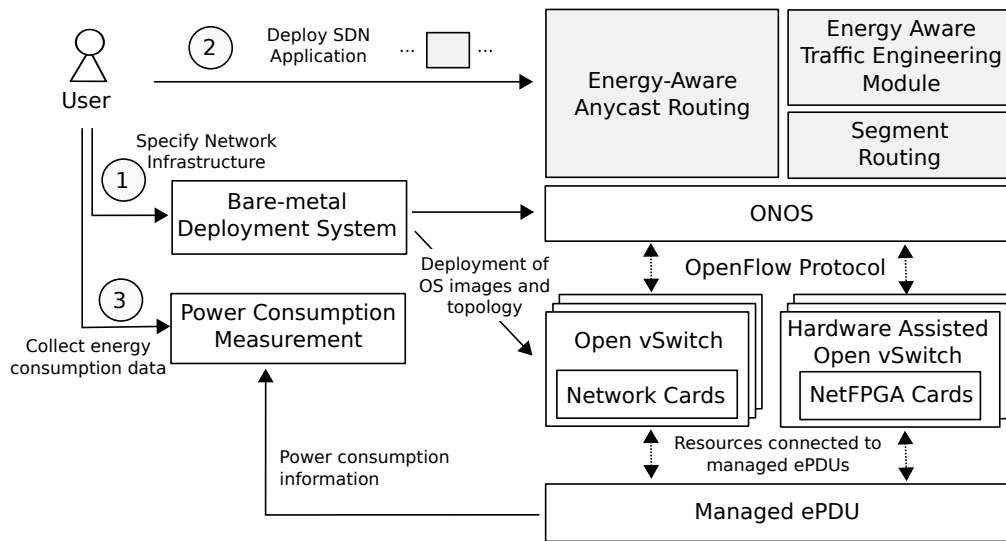 User
2
Deploy SDN
Application
... ...
Energy-Aware
Anycast Routing
Energy Aware
Traffic Engineering
Module
Segment
Routing
1
Specify Network
Infrastructure
Bare-metal
Deployment System
ONOS
Deployment of
OS images and
topology
OpenFlow Protocol
3
Collect energy
consumption data
Power Consumption
Measurement
Open vSwitch
Network Cards
Hardware Assisted
Open vSwitch
NetFPGA Cards
Power consumption
information
Resources connected to
managed ePDUs
Managed ePDU